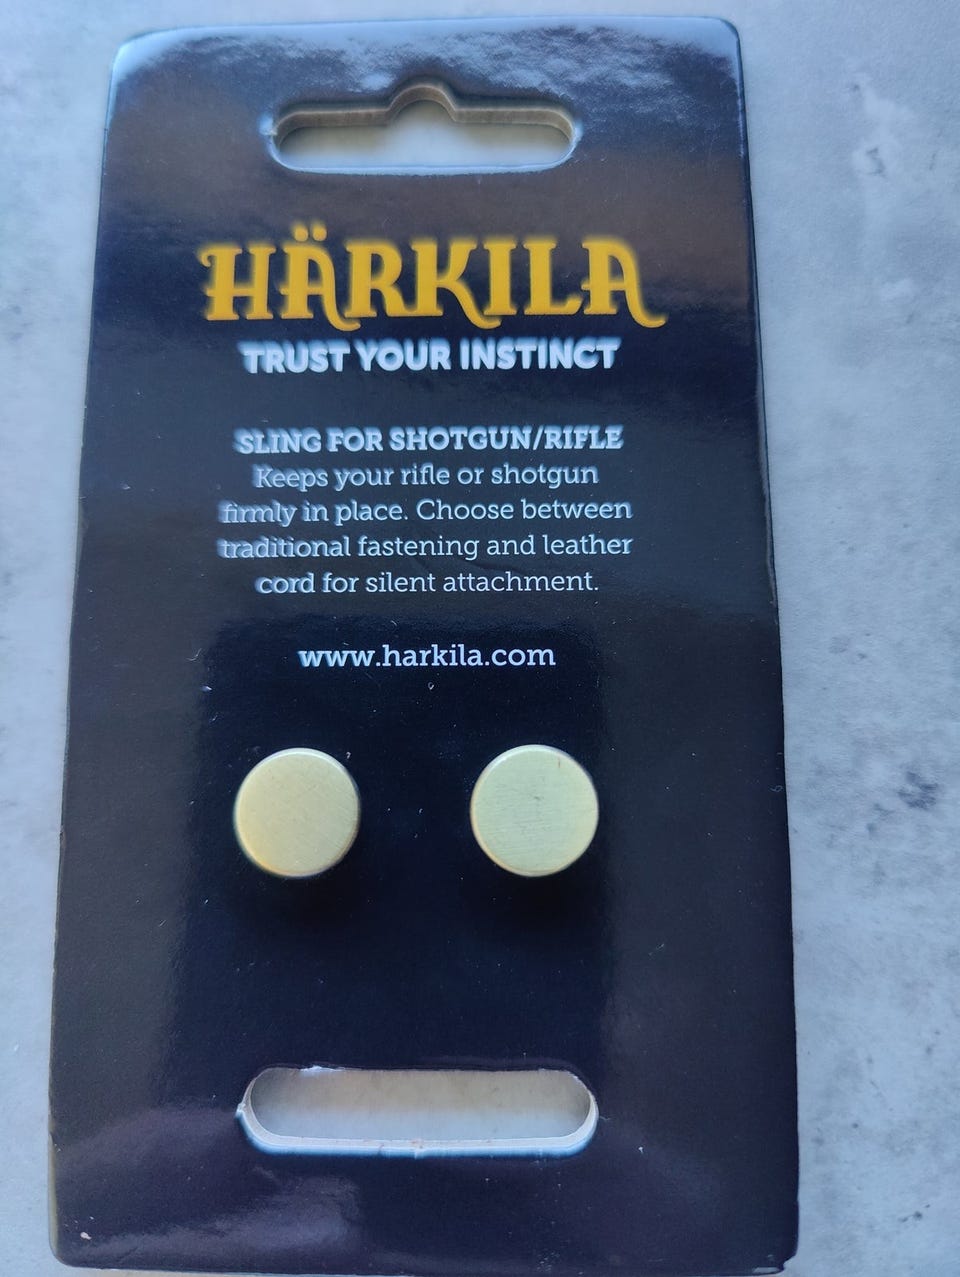 HÄRKILA
TRUST YOUR INSTINCT
SLING FOR SHOTGUN/RIFLE
Keeps your rifle or shotgun
firmly in place. Choose between
traditional fastening and leather
cord for silent attachment.
www.harkila.com